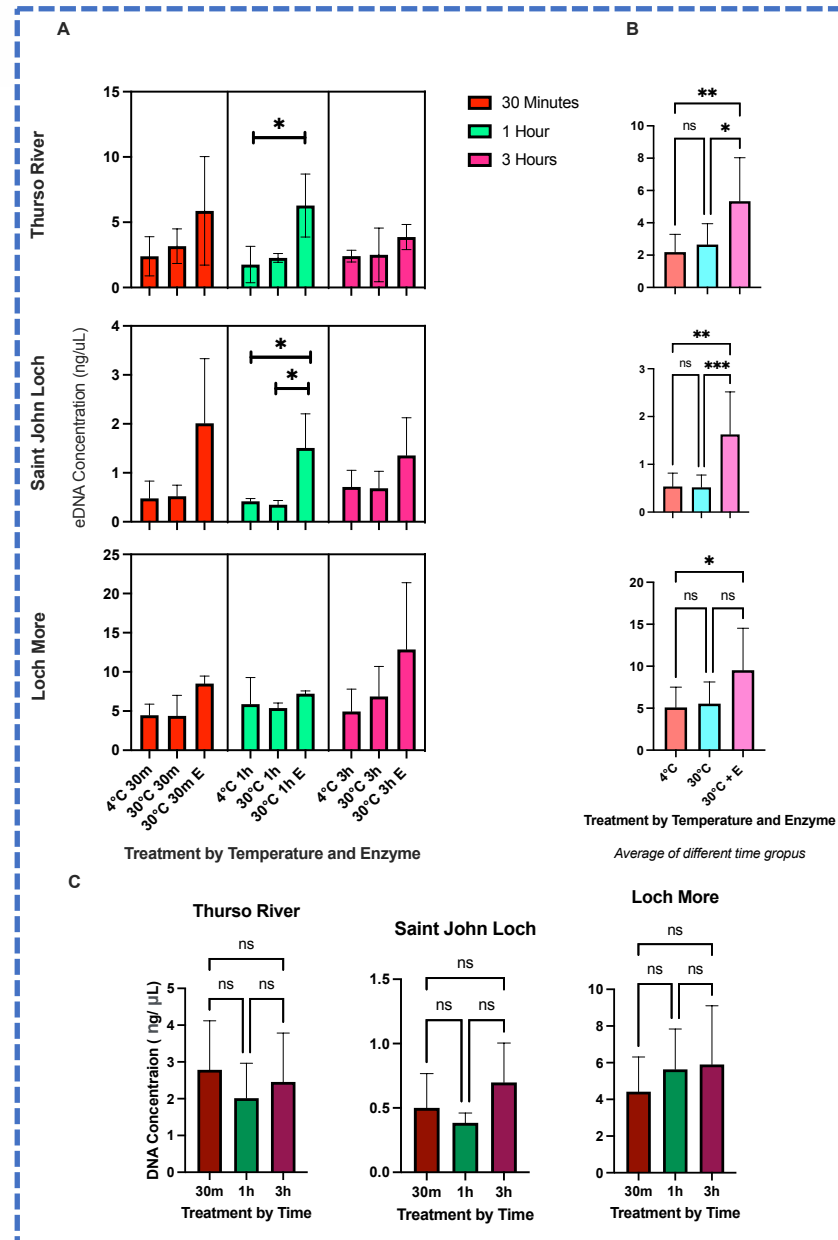 A
B
Thurso River
15
10
5
0
*
30 Minutes
1 Hour
3 Hours
10
8
6
4
2
0
**
ns
*
Saint John Loch
eDNA Concentration (ng/uL)
4
3
2
1
0
*
*
3
2
1
0
**
ns
***
Loch More
25
20
15
10
5
0
20
15
10
5
0
*
ns
ns
4°C 30m
30°C 30m
30°C 30m E
4°C 1h
30°C 1h
30°C 1h E
4°C 3h
30°C 3h
30°C 3h E
4°C
30°C
30°C + E
Treatment by Temperature and Enzyme
Treatment by Temperature and Enzyme
Average of different time gropus
C
Thurso River
DNA Concentraion ( ng/ µL)
5
4
3
2
1
0
ns
ns
ns
30m
1h
3h
Treatment by Time
Saint John Loch
1.5
1.0
0.5
0.0
ns
ns
ns
30m
1h
3h
Treatment by Time
Loch More
10
8
6
4
2
0
ns
ns
ns
30m
1h
3h
Treatment by Time